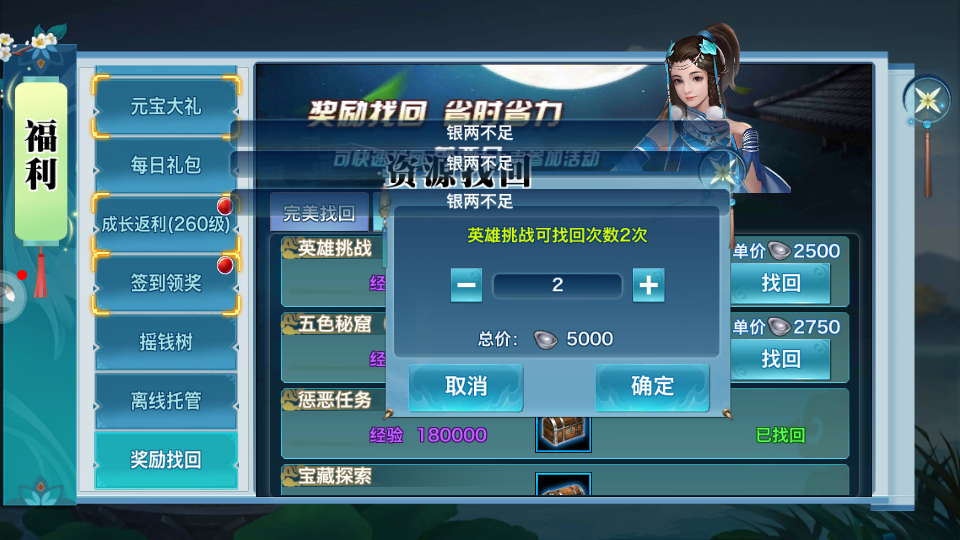 福利
元宝大礼
每日礼包
成长返利(260级)
签到领奖
摇钱树
离线托管
奖励找回
奖励找回 省时省力
银两不足
银两不足
资源找回
银两不足
完美找回
英雄挑战可找回次数2次
2
总价: 5000
取消
确定
英雄挑战
单价 2500
找回
五色秘窟
单价 2750
找回
惩恶任务
经验 180000
已找回
宝藏探索